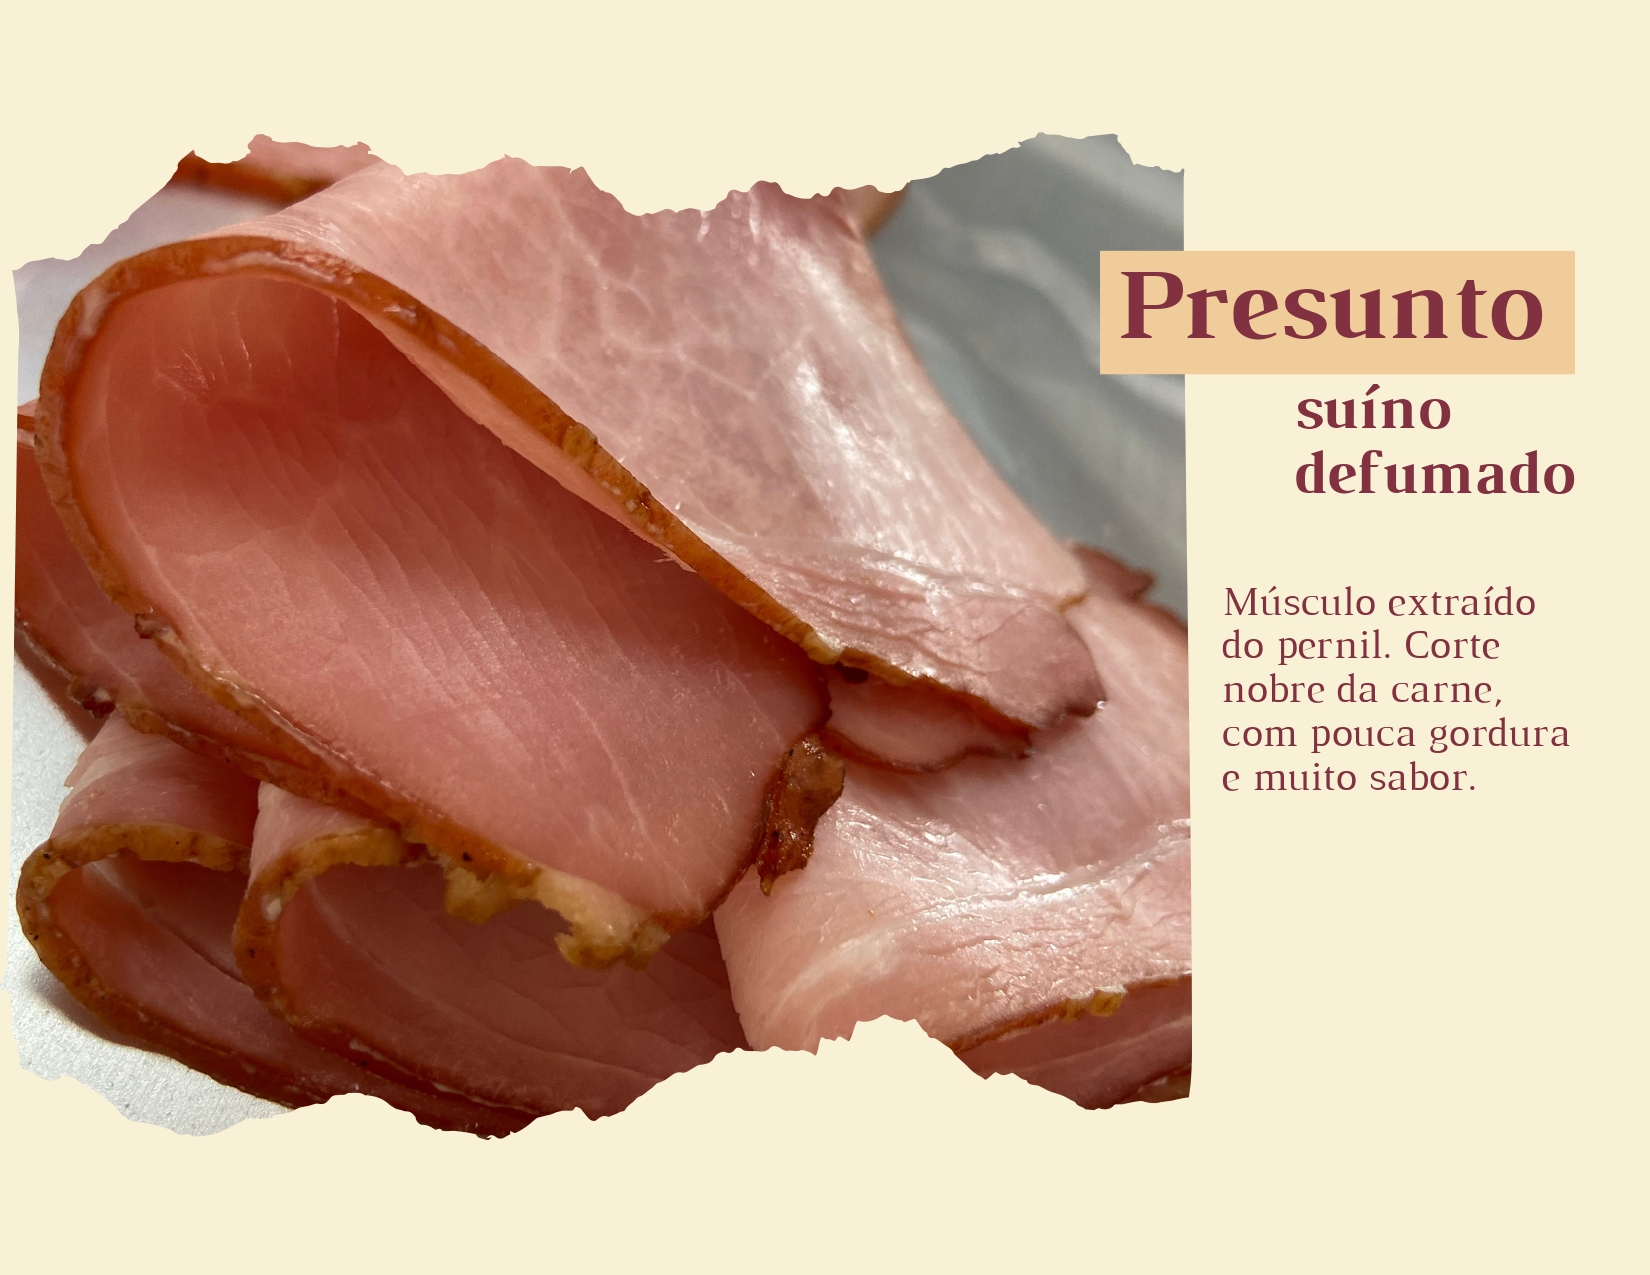 Presunto
suíno
defumado
Músculo extraído
do pernil. Corte
nobre da carne,
com pouca gordura
e muito sabor.